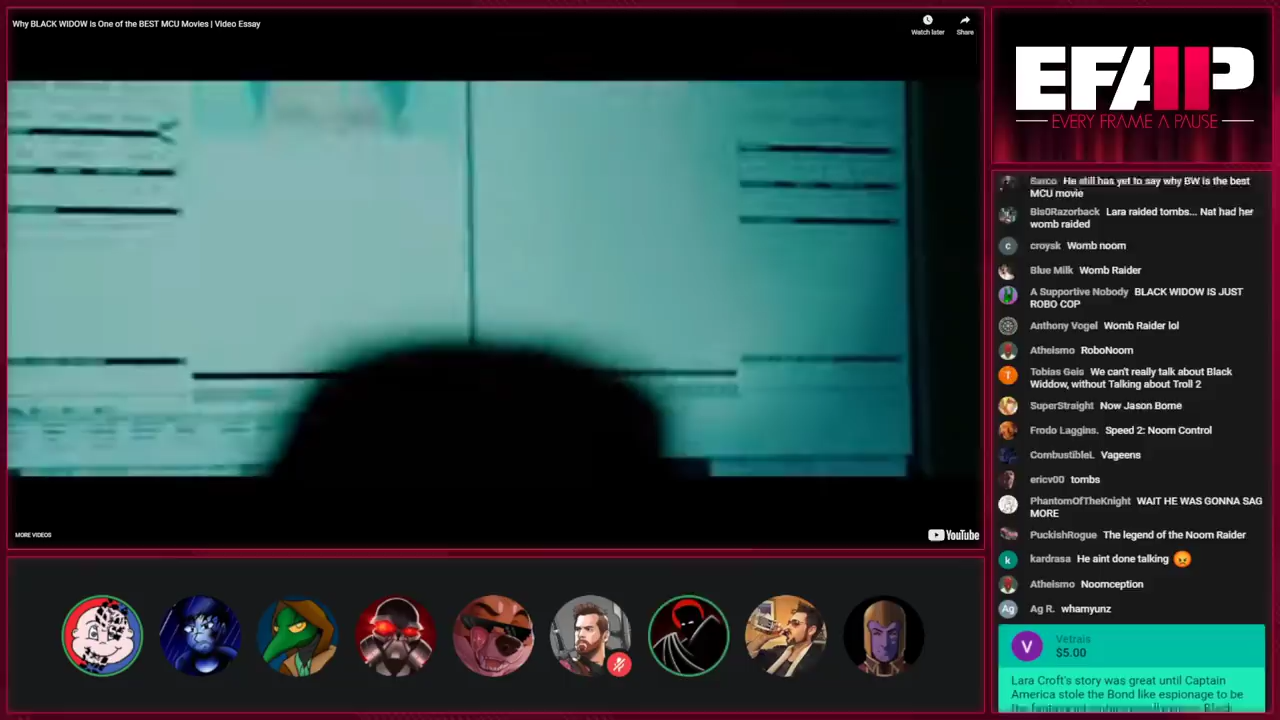 Why BLACK WIDOW is One of the BEST MCU Movies | Video Essay
Watch later
Share
MORE VIDEOS
YouTube
EFAP
EVERY FRAME A PAUSE
Sarco He still has yet to say why BW is the best
MCU movie
Bis0Razorback Lara raided tombs... Nat had her
womb raided
c
croysk Womb noom
Blue Milk Womb Raider
A Supportive Nobody BLACK WIDOW IS JUST
ROBO COP
Anthony Vogel Womb Raider lol
Atheismo RoboNoom
T
Tobias Geis We can't really talk about Black
Widdow, without Talking about Troll 2
SuperStraight Now Jason Borne
Frodo Laggins. Speed 2: Noom Control
CombustibleL Vageens
ericv00 tombs
PhantomOfTheKnight WAIT HE WAS GONNA SAG
MORE
PuckishRogue The legend of the Noom Raider
k
kardrasa He aint done talking 😡
Atheismo Noomception
Ag
Ag R. whamyunz
V
Vetrais
$5.00
Lara Croft's story was great until Captain
America stole the Bond like espionage to be